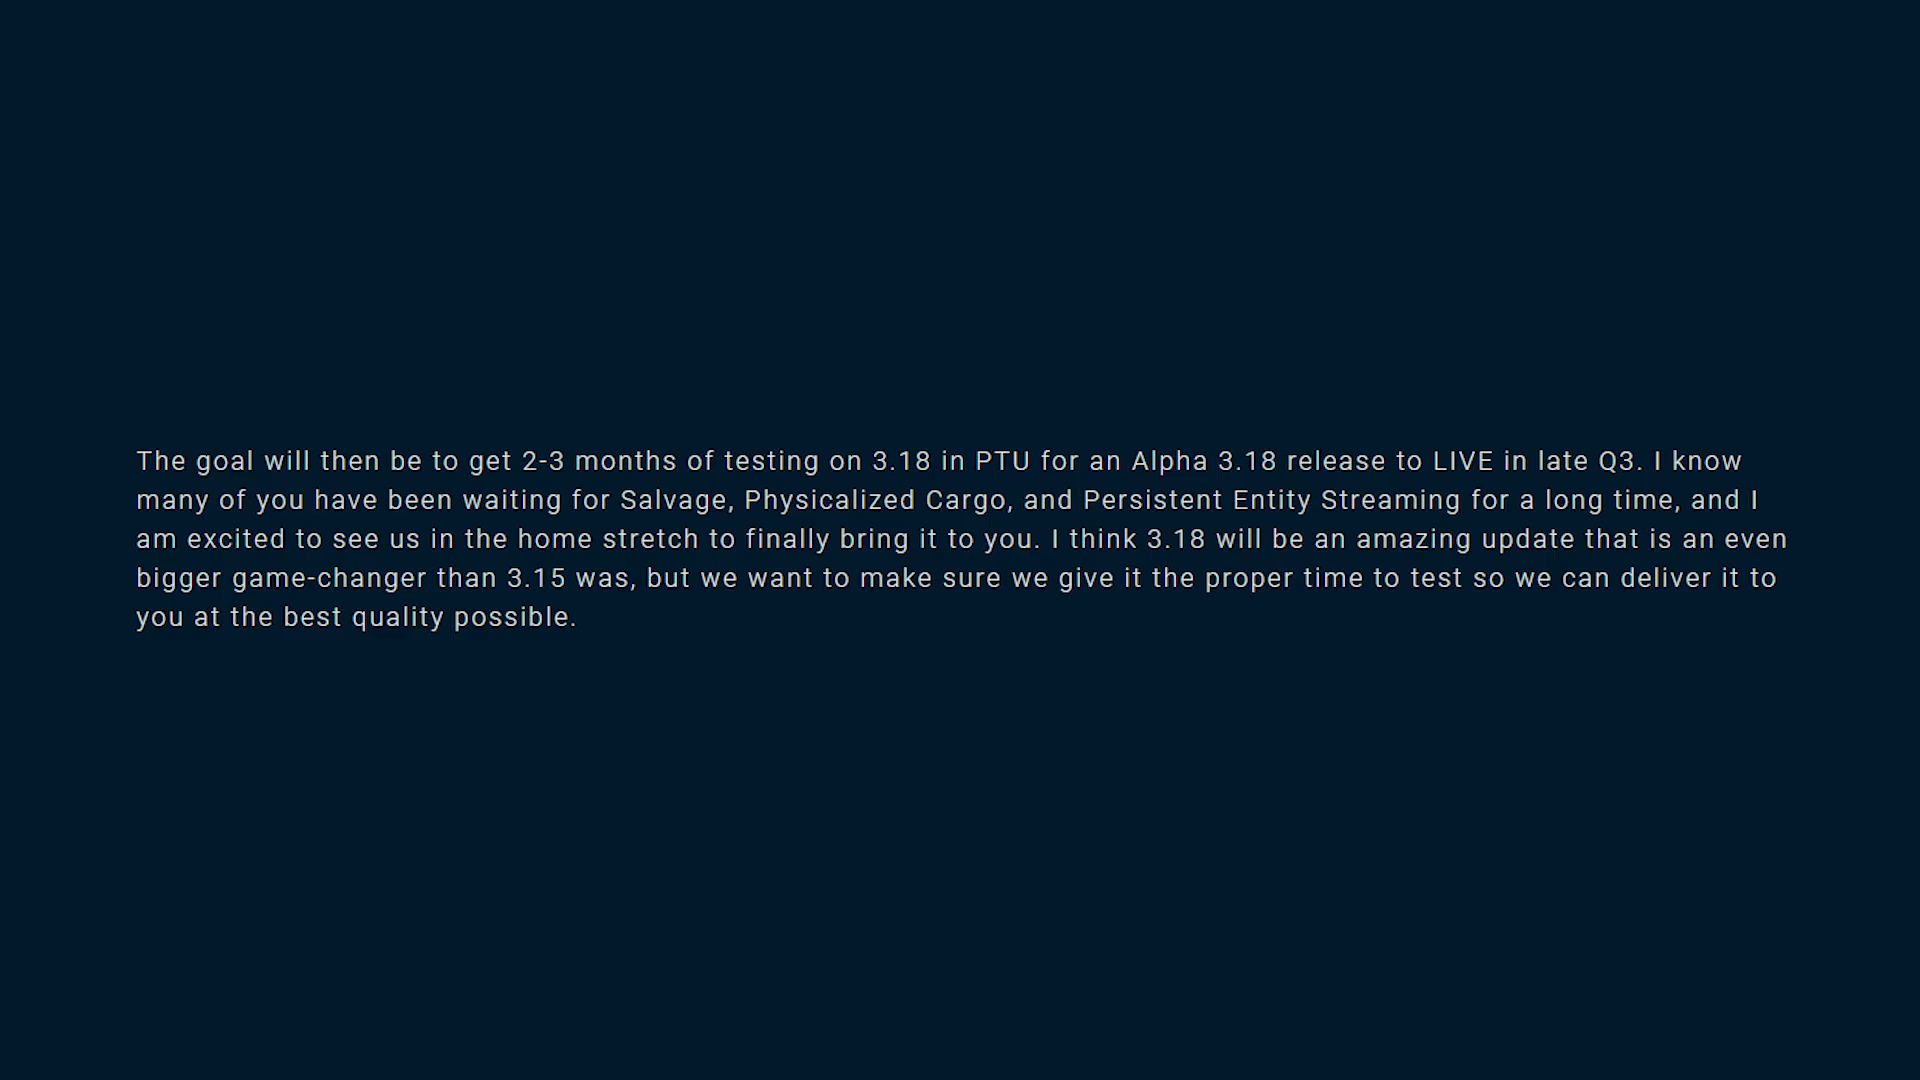 The goal will then be to get 2-3 months of testing on 3.18 in PTU for an Alpha 3.18 release to LIVE in late Q3. I know
many of you have been waiting for Salvage, Physicalized Cargo, and Persistent Entity Streaming for a long time, and I
am excited to see us in the home stretch to finally bring it to you. I think 3.18 will be an amazing update that is an even
bigger game-changer than 3.15 was, but we want to make sure we give it the proper time to test so we can deliver it to
you at the best quality possible.